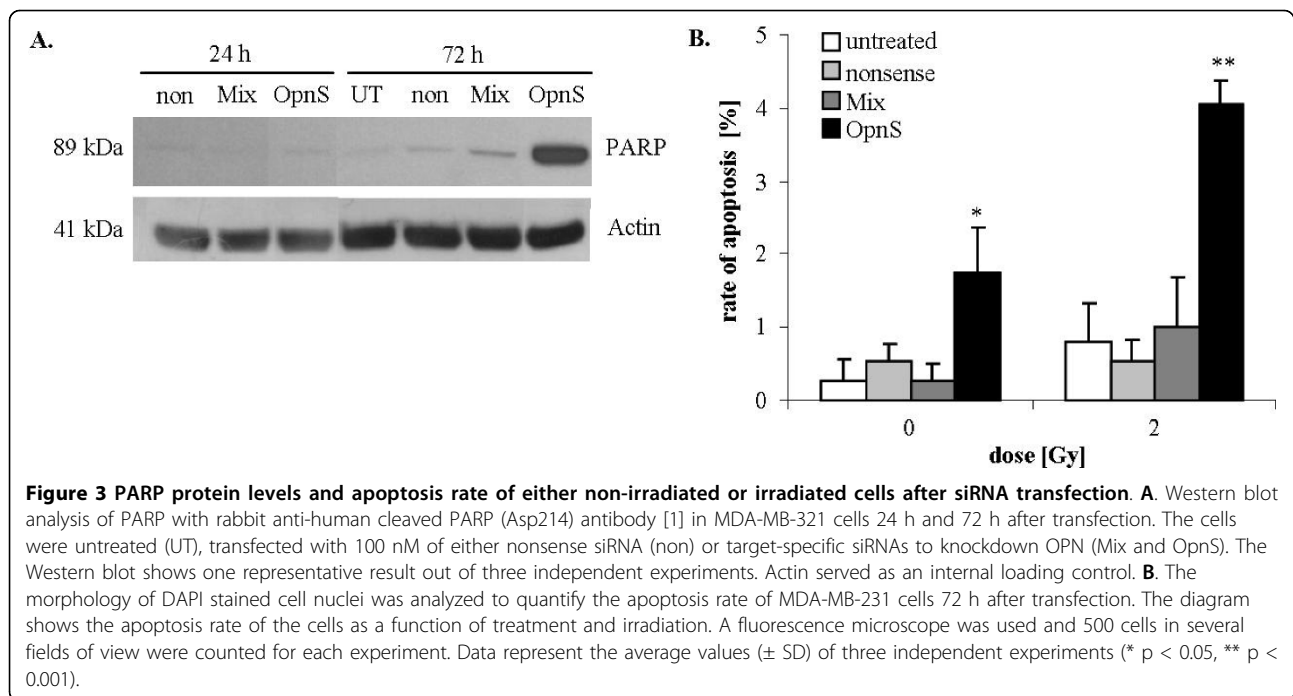 A.
24 h 72 h
non Mix OpnS UT non Mix OpnS
89 kDa PARP
41 kDa Actin
B.
untreated
nonsense
Mix
OpnS
rate of apoptosis [%]
5
4
3
2
1
0
*
**
0 2
dose [Gy]
Figure 3 PARP protein levels and apoptosis rate of either non-irradiated or irradiated cells after siRNA transfection. A. Western blot
analysis of PARP with rabbit anti-human cleaved PARP (Asp214) antibody [1] in MDA-MB-321 cells 24 h and 72 h after transfection. The cells
were untreated (UT), transfected with 100 nM of either nonsense siRNA (non) or target-specific siRNAs to knockdown OPN (Mix and OpnS). The
Western blot shows one representative result out of three independent experiments. Actin served as an internal loading control. B. The
morphology of DAPI stained cell nuclei was analyzed to quantify the apoptosis rate of MDA-MB-231 cells 72 h after transfection. The diagram
shows the apoptosis rate of the cells as a function of treatment and irradiation. A fluorescence microscope was used and 500 cells in several
fields of view were counted for each experiment. Data represent the average values (± SD) of three independent experiments (* p < 0.05, ** p <
0.001).